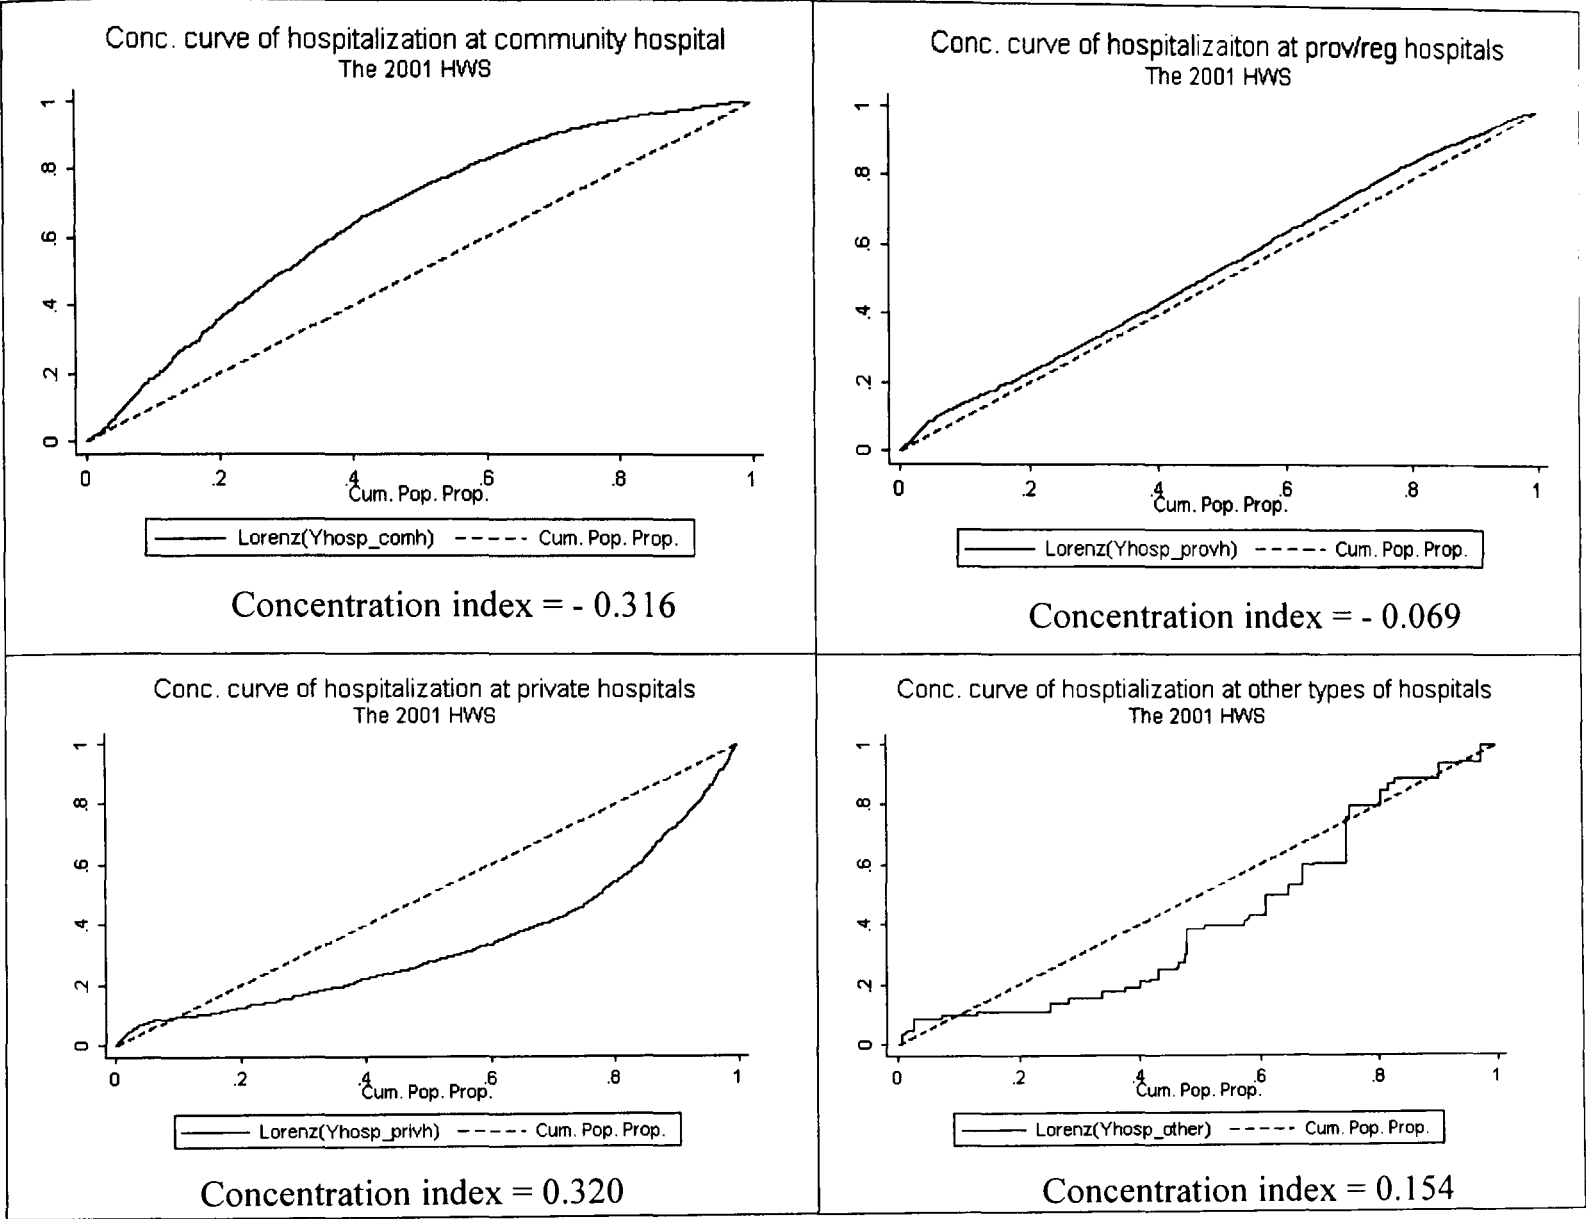 Conc. curve of hospitalization at community hospital
The 2001 HWS
1
.8
.6
.4
.2
0
0 .2 .4 .6 .8 1
Cum. Pop. Prop.
Lorenz(Yhosp_comh) Cum. Pop. Prop.
Concentration index = - 0.316
Conc. curve of hospitalizaiton at prov/reg hospitals
The 2001 HWS
1
.8
.6
.4
.2
0
0 .2 .4 .6 .8 1
Cum. Pop. Prop.
Lorenz(Yhosp_provh) Cum. Pop. Prop.
Concentration index = - 0.069
Conc. curve of hospitalization at private hospitals
The 2001 HWS
1
.8
.6
.4
.2
0
0 .2 .4 .6 .8 1
Cum. Pop. Prop.
Lorenz(Yhosp_privh) Cum. Pop. Prop.
Concentration index = 0.320
Conc. curve of hosptialization at other types of hospitals
The 2001 HWS
1
.8
.6
.4
.2
0
0 .2 .4 .6 .8 1
Cum. Pop. Prop.
Lorenz(Yhosp_other) Cum. Pop. Prop.
Concentration index = 0.154